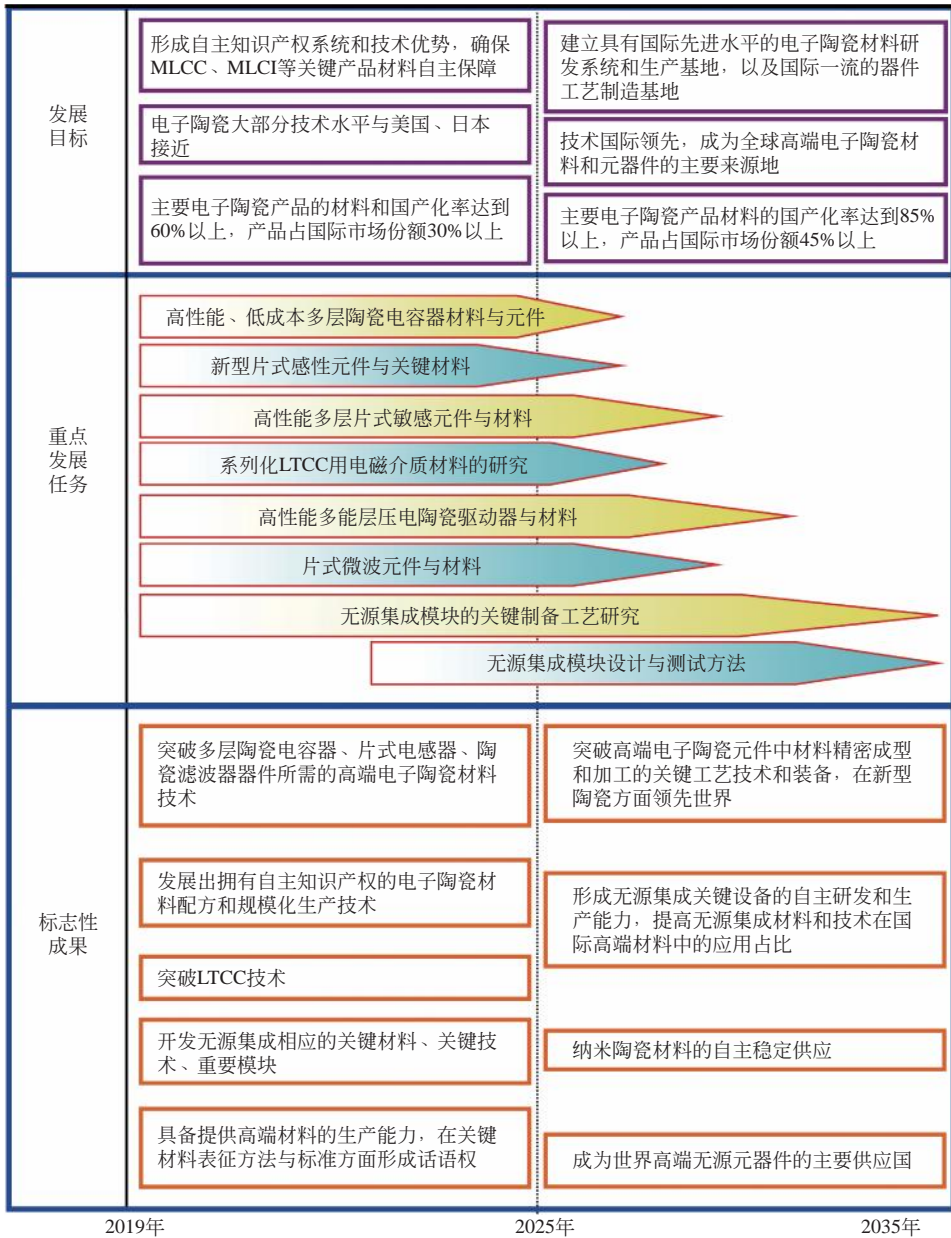 发展
目标
形成自主知识产权系统和技术优势，确保
MLCC、MLCI等关键产品材料自主保障
电子陶瓷大部分技术水平与美国、日本
接近
主要电子陶瓷产品的材料和国产化率达到
60%以上，产品占国际市场份额30%以上
建立具有国际先进水平的电子陶瓷材料研
发系统和生产基地，以及国际一流的器件
工艺制造基地
技术国际领先，成为全球高端电子陶瓷材
料和元器件的主要来源地
主要电子陶瓷产品材料的国产化率达到85%
以上，产品占国际市场份额45%以上
重点
发展
任务
高性能、低成本多层陶瓷电容器材料与元件
新型片式感性元件与关键材料
高性能多层片式敏感元件与材料
系列化LTCC用电磁介质材料的研究
高性能多能层压电陶瓷驱动器与材料
片式微波元件与材料
无源集成模块的关键制备工艺研究
无源集成模块设计与测试方法
标志性
成果
突破多层陶瓷电容器、片式电感器、陶
瓷滤波器器件所需的高端电子陶瓷材料
技术
发展出拥有自主知识产权的电子陶瓷材
料配方和规模化生产技术
突破LTCC技术
开发无源集成相应的关键材料、关键技
术、重要模块
具备提供高端材料的生产能力，在关键
材料表征方法与标准方面形成话语权
突破高端电子陶瓷元件中材料精密成型
和加工的关键工艺技术和装备，在新型
陶瓷方面领先世界
形成无源集成关键设备的自主研发和生
产能力，提高无源集成材料和技术在国
际高端材料中的应用占比
纳米陶瓷材料的自主稳定供应
成为世界高端无源元器件的主要供应国
2019年
2025年
2035年